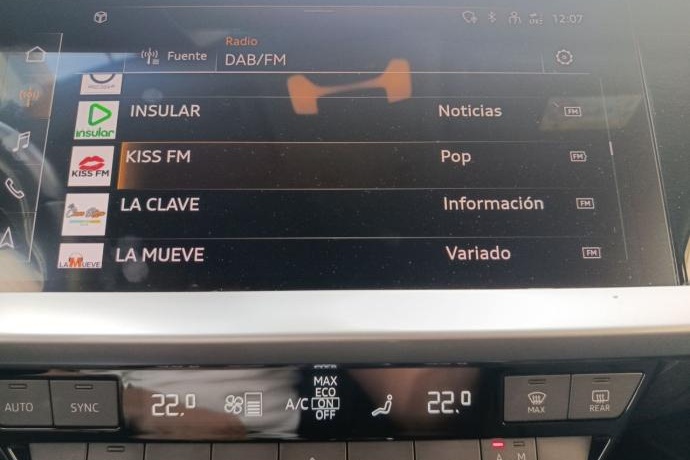 12:07
Radio
Fuente
DAB/FM
insular
INSULAR
Noticias
FM
KISS FM
KISS FM
Pop
FM
LA CLAVE
Información
FM
LA MUEVE
LA MUEVE
Variado
FM
AUTO
SYNC
22.0
A/C
MAX
ECO
ON
OFF
22.0
MAX
REAR
A
M